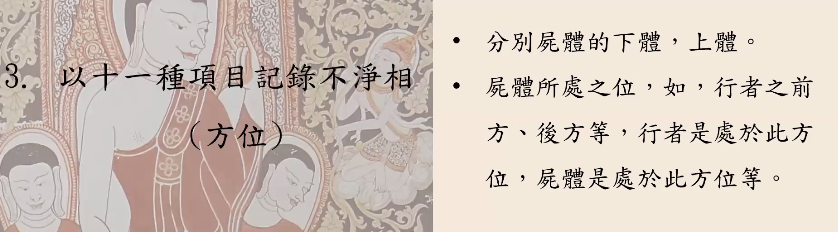 3. 以十一種項目記錄不淨相
（方位）
• 分別屍體的下體，上體。
• 屍體所處之位，如，行者之前
方、後方等，行者是處於此方
位，屍體是處於此方位等。